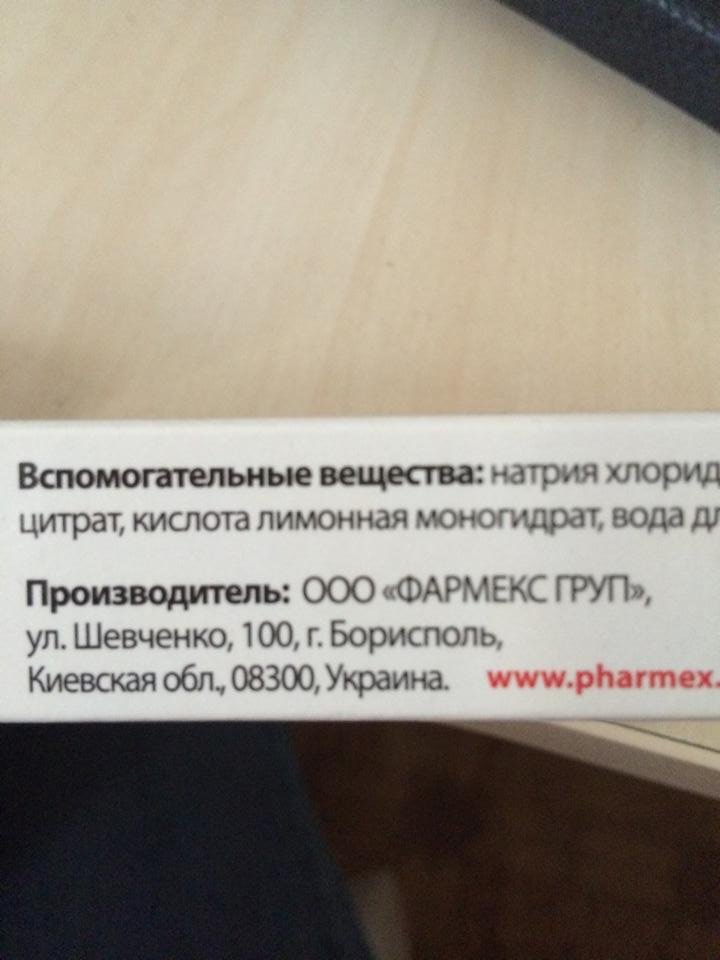 Вспомогательные вещества: натрия хлорид
цитрат, кислота лимонная моногидрат, вода дл
Производитель: ООО «ФАРМЕКС ГРУП»,
ул. Шевченко, 100, г. Борисполь,
Киевская обл., 08300, Украина. www.pharmex.